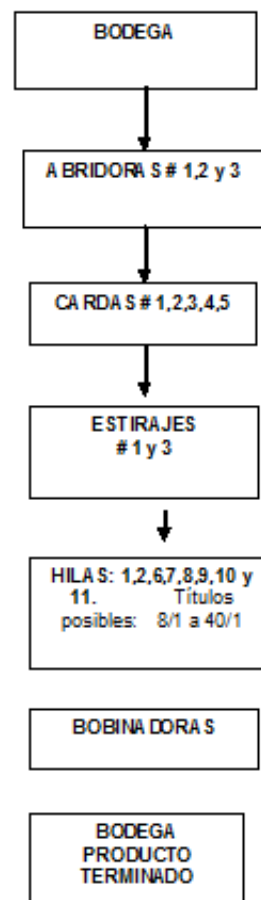 BODEGA
ABRIDORAS # 1,2 y 3
CARDAS # 1,2,3,4,5
ESTIRAJES
# 1 y 3
HILAS: 1,2,6,7,8,9,10 y
11. Títulos
posibles: 8/1 a 40/1
BOBINADORAS
BODEGA
PRODUCTO
TERMINADO